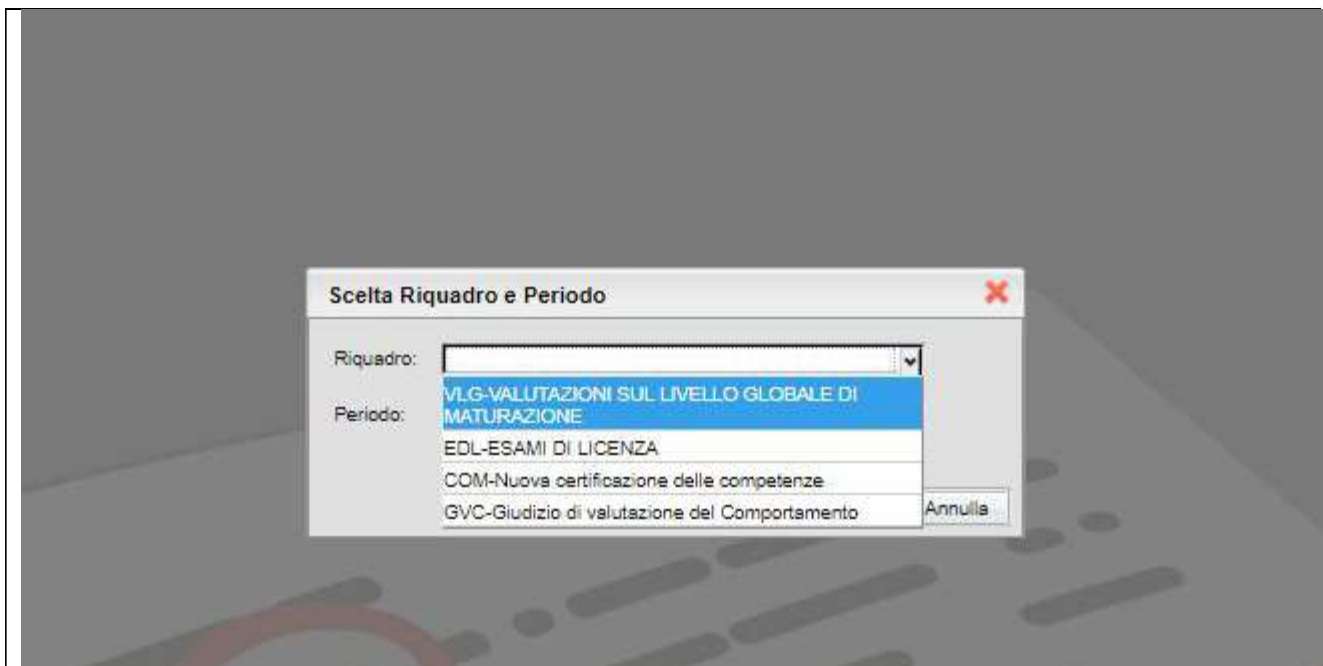 Scelta Riquadro e Periodo
Riquadro:
VLG-VALUTAZIONI SUL LIVELLO GLOBALE DI
MATURAZIONE
Periodo:
EDL-ESAMI DI LICENZA
COM-Nuova certificazione delle competenze
GVC-Giudizio di valutazione del Comportamento
Annulla